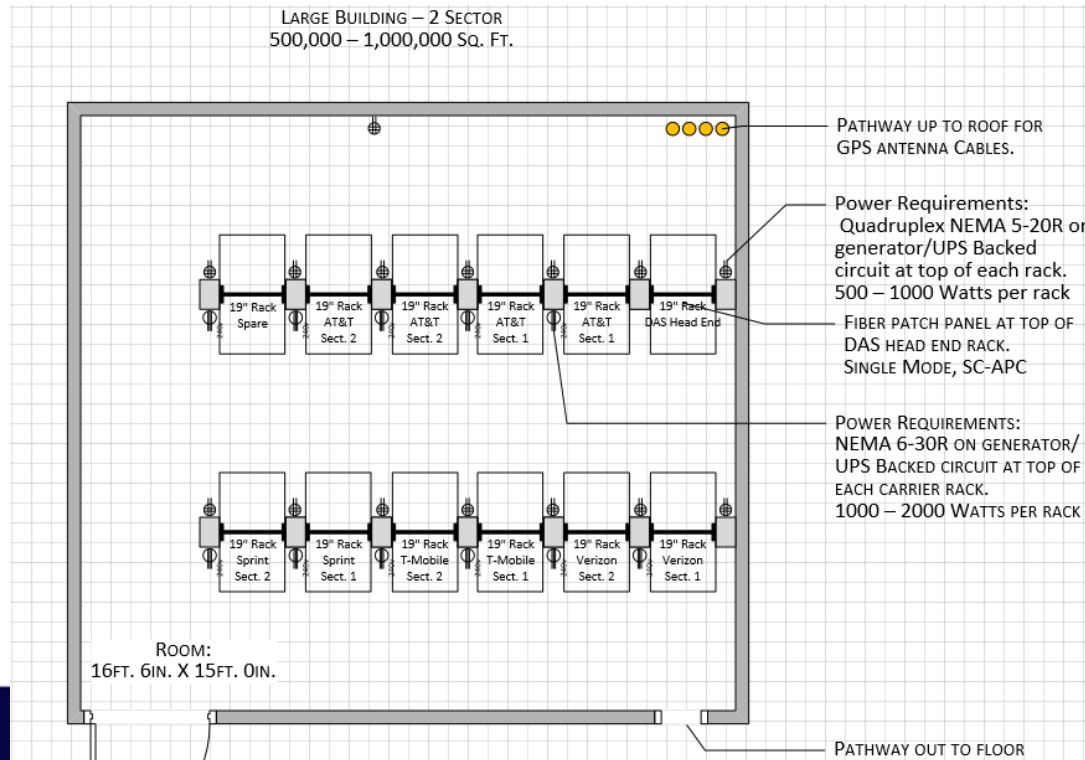 LARGE BUILDING – 2 SECTOR
500,000 – 1,000,000 SQ. FT.
PATHWAY UP TO ROOF FOR
GPS ANTENNA CABLES.
Power Requirements:
Quadruplex NEMA 5-20R on
generator/UPS Backed
circuit at top of each rack.
500 – 1000 Watts per rack
FIBER PATCH PANEL AT TOP OF
DAS HEAD END RACK.
SINGLE MODE, SC-APC
POWER REQUIREMENTS:
NEMA 6-30R ON GENERATOR/
UPS BACKED CIRCUIT AT TOP OF
EACH CARRIER RACK.
1000 – 2000 WATTS PER RACK
19" Rack
Spare
19" Rack
AT&T
Sect. 2
19" Rack
AT&T
Sect. 2
19" Rack
AT&T
Sect. 1
19" Rack
AT&T
Sect. 1
19" Rack
DAS Head End
19" Rack
Sprint
Sect. 2
19" Rack
Sprint
Sect. 1
19" Rack
T-Mobile
Sect. 2
19" Rack
T-Mobile
Sect. 1
19" Rack
Verizon
Sect. 2
19" Rack
Verizon
Sect. 1
ROOM:
16FT. 6IN. X 15FT. 0IN.
PATHWAY OUT TO FLOOR